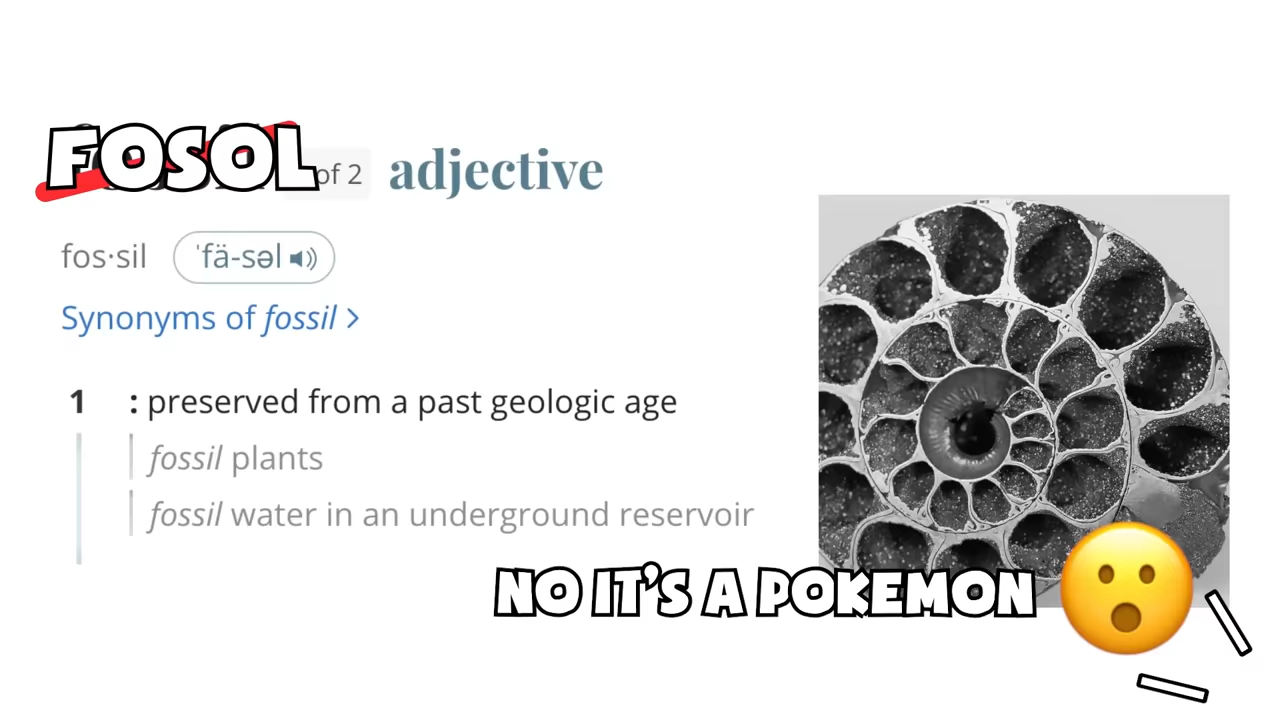 FOSOL of 2 adjective
fos·sil ˈfä-səl
Synonyms of fossil >
1 : preserved from a past geologic age
fossil plants
fossil water in an underground reservoir
NO IT'S A POKEMON